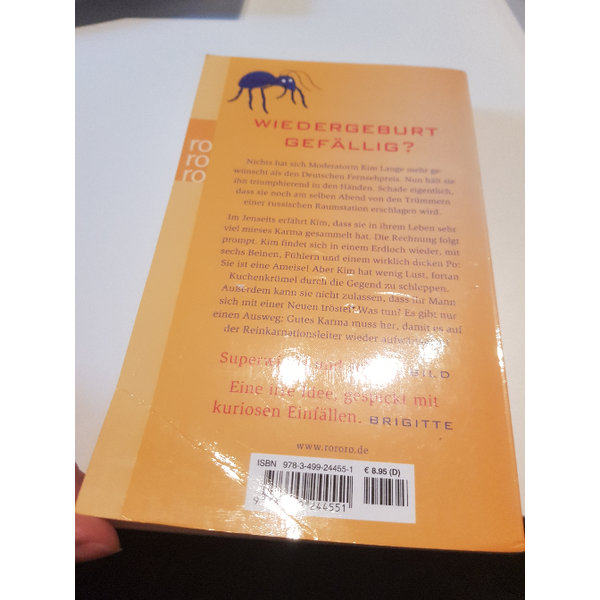 WIEDERGEBURT
GEFÄLLIG?
ro
ro
ro
Nichts hat sich Moderatorin Kim Lange mehr ge-
wünscht als den Deutschen Fernsehpreis. Nun hält sie
ihn triumphierend in den Händen. Schade eigentlich,
dass sie noch am selben Abend von den Trümmern
einer russischen Raumstation erschlagen wird.
Im Jenseits erfährt Kim, dass sie in ihrem Leben sehr
viel mieses Karma gesammelt hat. Die Rechnung folgt
prompt. Kim findet sich in einem Erdloch wieder, mit
sechs Beinen, Fühlern und einem wirklich dicken Po:
Sie ist eine Ameise! Aber Kim hat wenig Lust, fortan
Kuchenkrümel durch die Gegend zu schleppen.
Außerdem kann sie nicht zulassen, dass ihr Mann
sich mit einer Neuen tröstet. Was tun? Es gibt nur
einen Ausweg: Gutes Karma muss her, damit es auf
der Reinkarnationsleiter wieder aufwärts
und BILD
Eine irre Idee, gespickt mit
kuriosen Einfällen. BRIGITTE
www.rororo.de
ISBN 978-3-499-24455-1 € 8.95 (D)
9 244551